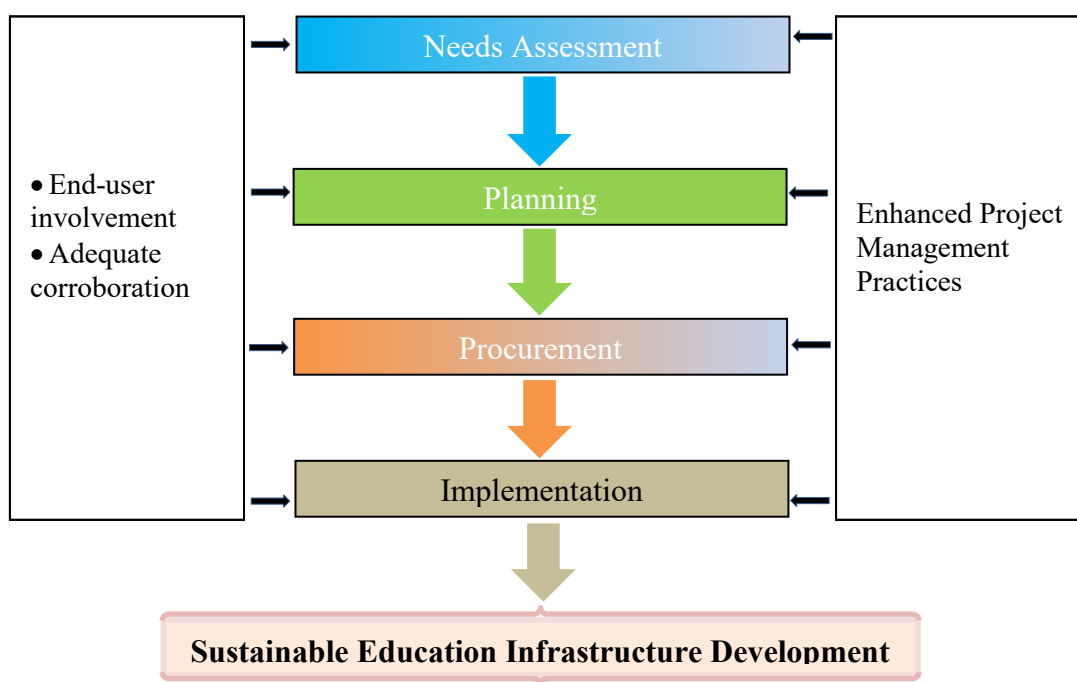 Needs Assessment
• End-user
involvement
• Adequate
corroboration
Planning
Enhanced Project
Management
Practices
Procurement
Implementation
Sustainable Education Infrastructure Development